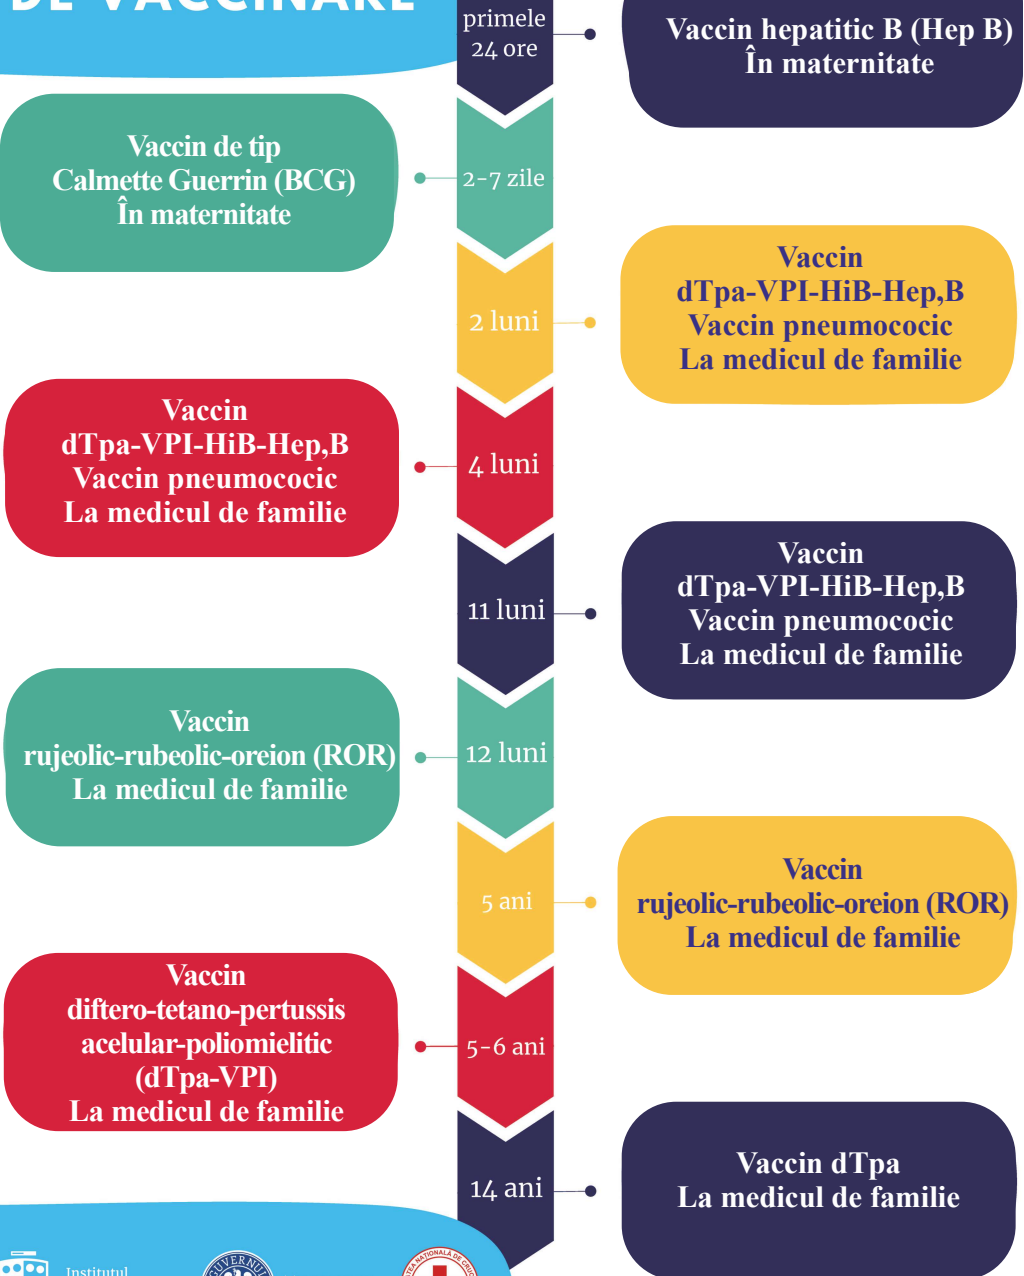 DE VACCINARE
primele
24 ore
Vaccin hepatitic B (Hep B)
În maternitate
Vaccin de tip
Calmette Guerrin (BCG)
În maternitate
2-7 zile
2 luni
Vaccin
dTpa-VPI-HiB-Hep,B
Vaccin pneumococic
La medicul de familie
Vaccin
dTpa-VPI-HiB-Hep,B
Vaccin pneumococic
La medicul de familie
4 luni
11 luni
Vaccin
dTpa-VPI-HiB-Hep,B
Vaccin pneumococic
La medicul de familie
Vaccin
rujeolic-rubeolic-oreion (ROR)
La medicul de familie
12 luni
5 ani
Vaccin
rujeolic-rubeolic-oreion (ROR)
La medicul de familie
Vaccin
diftero-tetano-pertussis
acelular-poliomielitic
(dTpa-VPI)
La medicul de familie
5-6 ani
14 ani
Vaccin dTpa
La medicul de familie
Institutul
GUVERNUL
NAȚIONALĂ DE